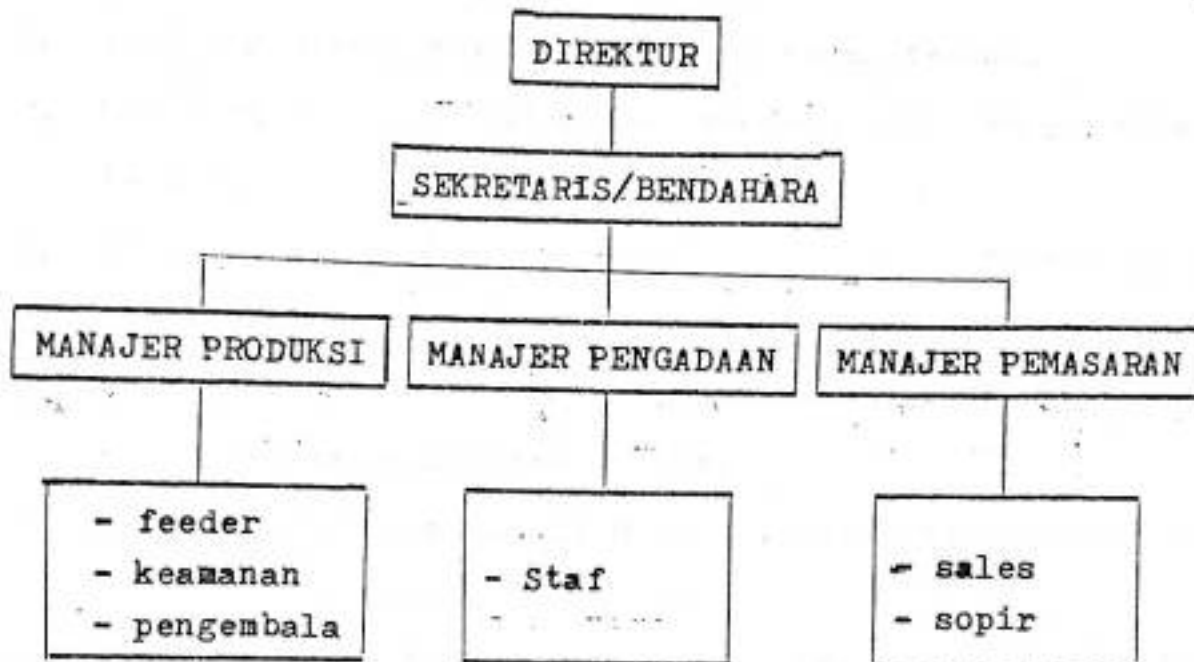 DIREKTUR
SEKRETARIS/BENDAHARA
MANAJER PRODUKSI
MANAJER PENGADAAN
MANAJER PEMASARAN
- feeder
- keamanan
- pengembala
- Staf
- sales
- sopir